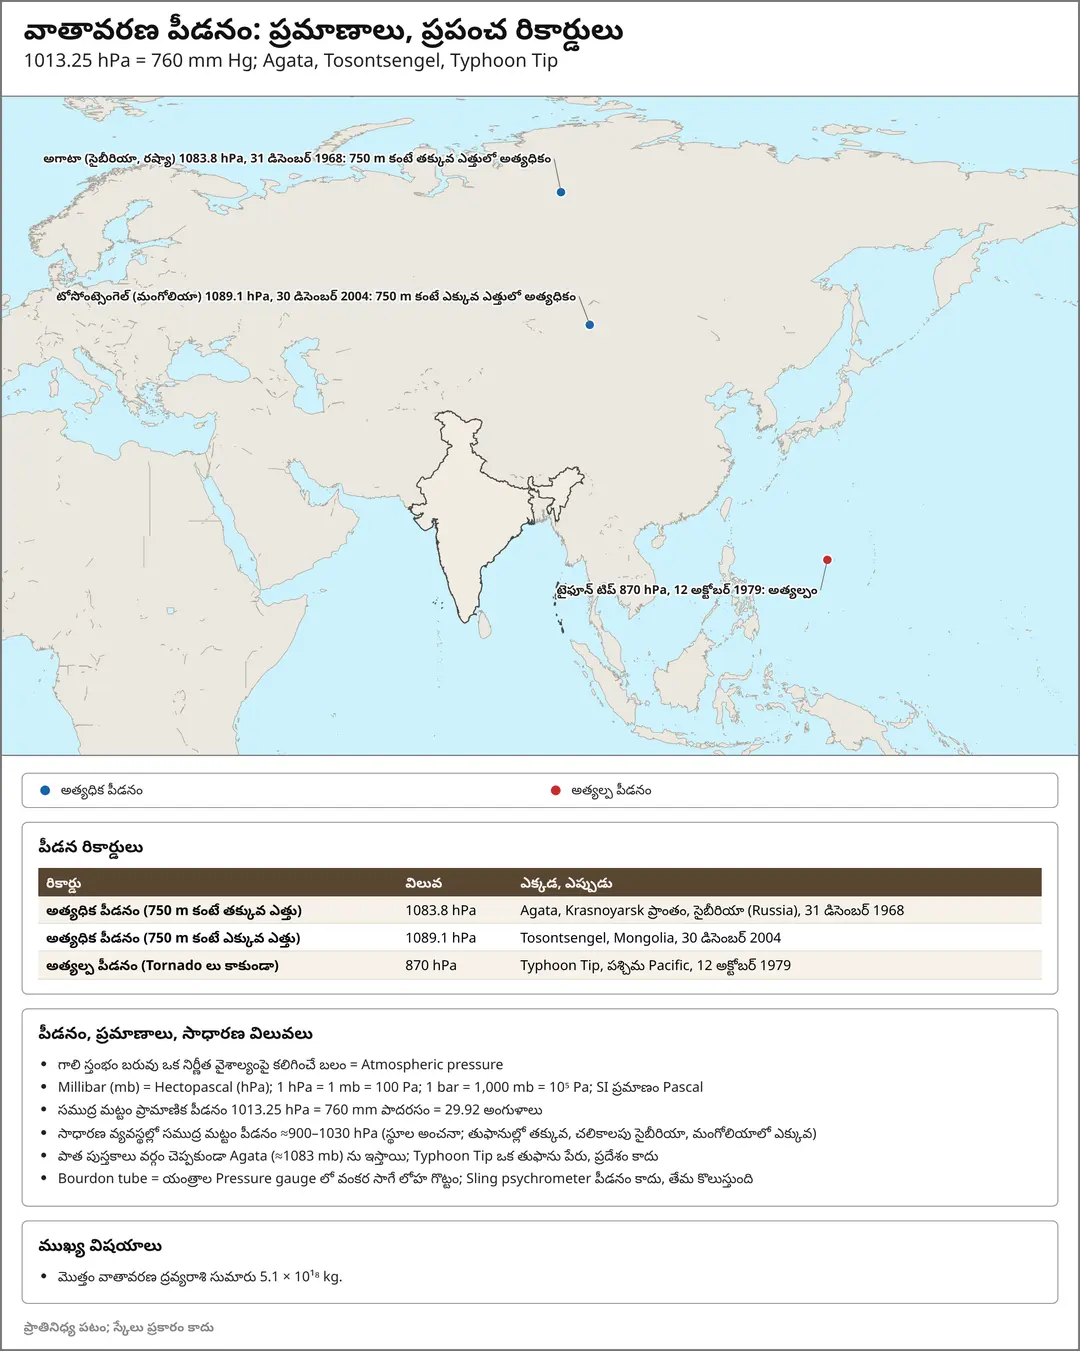 వాతావరణ పీడనం: ప్రమాణాలు, ప్రపంచ రికార్డులు
1013.25 hPa = 760 mm Hg; Agata, Tosontsengel, Typhoon Tip
అగాటా (సైబీరియా, రష్యా) 1083.8 hPa, 31 డిసెంబర్ 1968: 750 m కంటే తక్కువ ఎత్తులో అత్యధికం
టోసోంట్సెంగెల్ (మంగోలియా) 1089.1 hPa, 30 డిసెంబర్ 2004: 750 m కంటే ఎక్కువ ఎత్తులో అత్యధికం
టైఫూన్ టిప్ 870 hPa, 12 అక్టోబర్ 1979: అత్యల్పం
అత్యధిక పీడనం
అత్యల్ప పీడనం
పీడన రికార్డులు
రికార్డు విలువ ఎక్కడ, ఎప్పుడు
అత్యధిక పీడనం (750 m కంటే తక్కువ ఎత్తు) 1083.8 hPa Agata, Krasnoyarsk ప్రాంతం, సైబీరియా (Russia), 31 డిసెంబర్ 1968
అత్యధిక పీడనం (750 m కంటే ఎక్కువ ఎత్తు) 1089.1 hPa Tosontsengel, Mongolia, 30 డిసెంబర్ 2004
అత్యల్ప పీడనం (Tornado లు కాకుండా) 870 hPa Typhoon Tip, పశ్చిమ Pacific, 12 అక్టోబర్ 1979
పీడనం, ప్రమాణాలు, సాధారణ విలువలు
• గాలి స్తంభం బరువు ఒక నిర్ణీత వైశాల్యంపై కలిగించే బలం = Atmospheric pressure
• Millibar (mb) = Hectopascal (hPa); 1 hPa = 1 mb = 100 Pa; 1 bar = 1,000 mb = 10⁵ Pa; SI ప్రమాణం Pascal
• సముద్ర మట్టం ప్రామాణిక పీడనం 1013.25 hPa = 760 mm పాదరసం = 29.92 అంగుళాలు
• సాధారణ వ్యవస్థల్లో సముద్ర మట్టం పీడనం ≈900–1030 hPa (స్థూల అంచనా; తుఫానుల్లో తక్కువ, చలికాలపు సైబీరియా, మంగోలియాలో ఎక్కువ)
• పాత పుస్తకాలు వర్గం చెప్పకుండా Agata (≈1083 mb) ను ఇస్తాయి; Typhoon Tip ఒక తుఫాను పేరు, ప్రదేశం కాదు
• Bourdon tube = యంత్రాల Pressure gauge లో వంకర సాగే లోహ గొట్టం; Sling psychrometer పీడనం కాదు, తేమ కొలుస్తుంది
ముఖ్య విషయాలు
• మొత్తం వాతావరణ ద్రవ్యరాశి సుమారు 5.1 × 10¹⁸ kg.
ప్రాతినిధ్య పటం; స్కేలు ప్రకారం కాదు